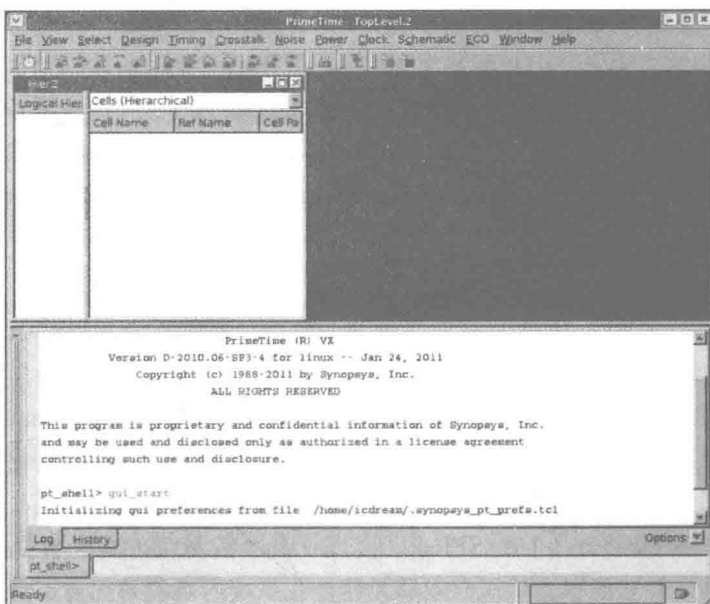 PrimeTime - TopLevel.2
File View Select Design Timing Crosstalk Noise Power Clock Schematic ECO Window Help
Hier.2
Logical Hier
Cells (Hierarchical)
Cell Name Ref Name Cell Pa
PrimeTime (R) VX
Version D-2010.06-SP3-4 for linux -- Jan 24, 2011
Copyright (c) 1988-2011 by Synopsys, Inc.
ALL RIGHTS RESERVED
This program is proprietary and confidential information of Synopsys, Inc.
and may be used and disclosed only as authorized in a license agreement
controlling such use and disclosure.
pt_shell> gui_start
Initializing gui preferences from file /home/icdream/.synopsys_pt_prefs.tcl
Log History Options
pt_shell>
Ready